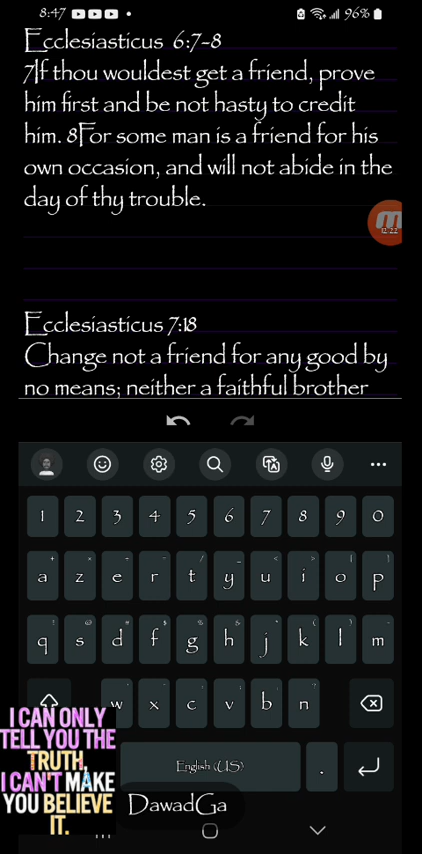 8:47
96%
Ecclesiasticus 6:7-8
7If thou wouldest get a friend, prove
him first and be not hasty to credit
him. 8For some man is a friend for his
own occasion, and will not abide in the
day of thy trouble.
12:22
Ecclesiasticus 7:18
Change not a friend for any good by
no means; neither a faithful brother
1 2 3 4 5 6 7 8 9 0
a z e r t y u i o p
q s d f g h j k l m
w x c v b n
English (US) .
I CAN ONLY
TELL YOU THE
TRUTH,
I CAN'T MAKE
YOU BELIEVE
IT.
DawadGa